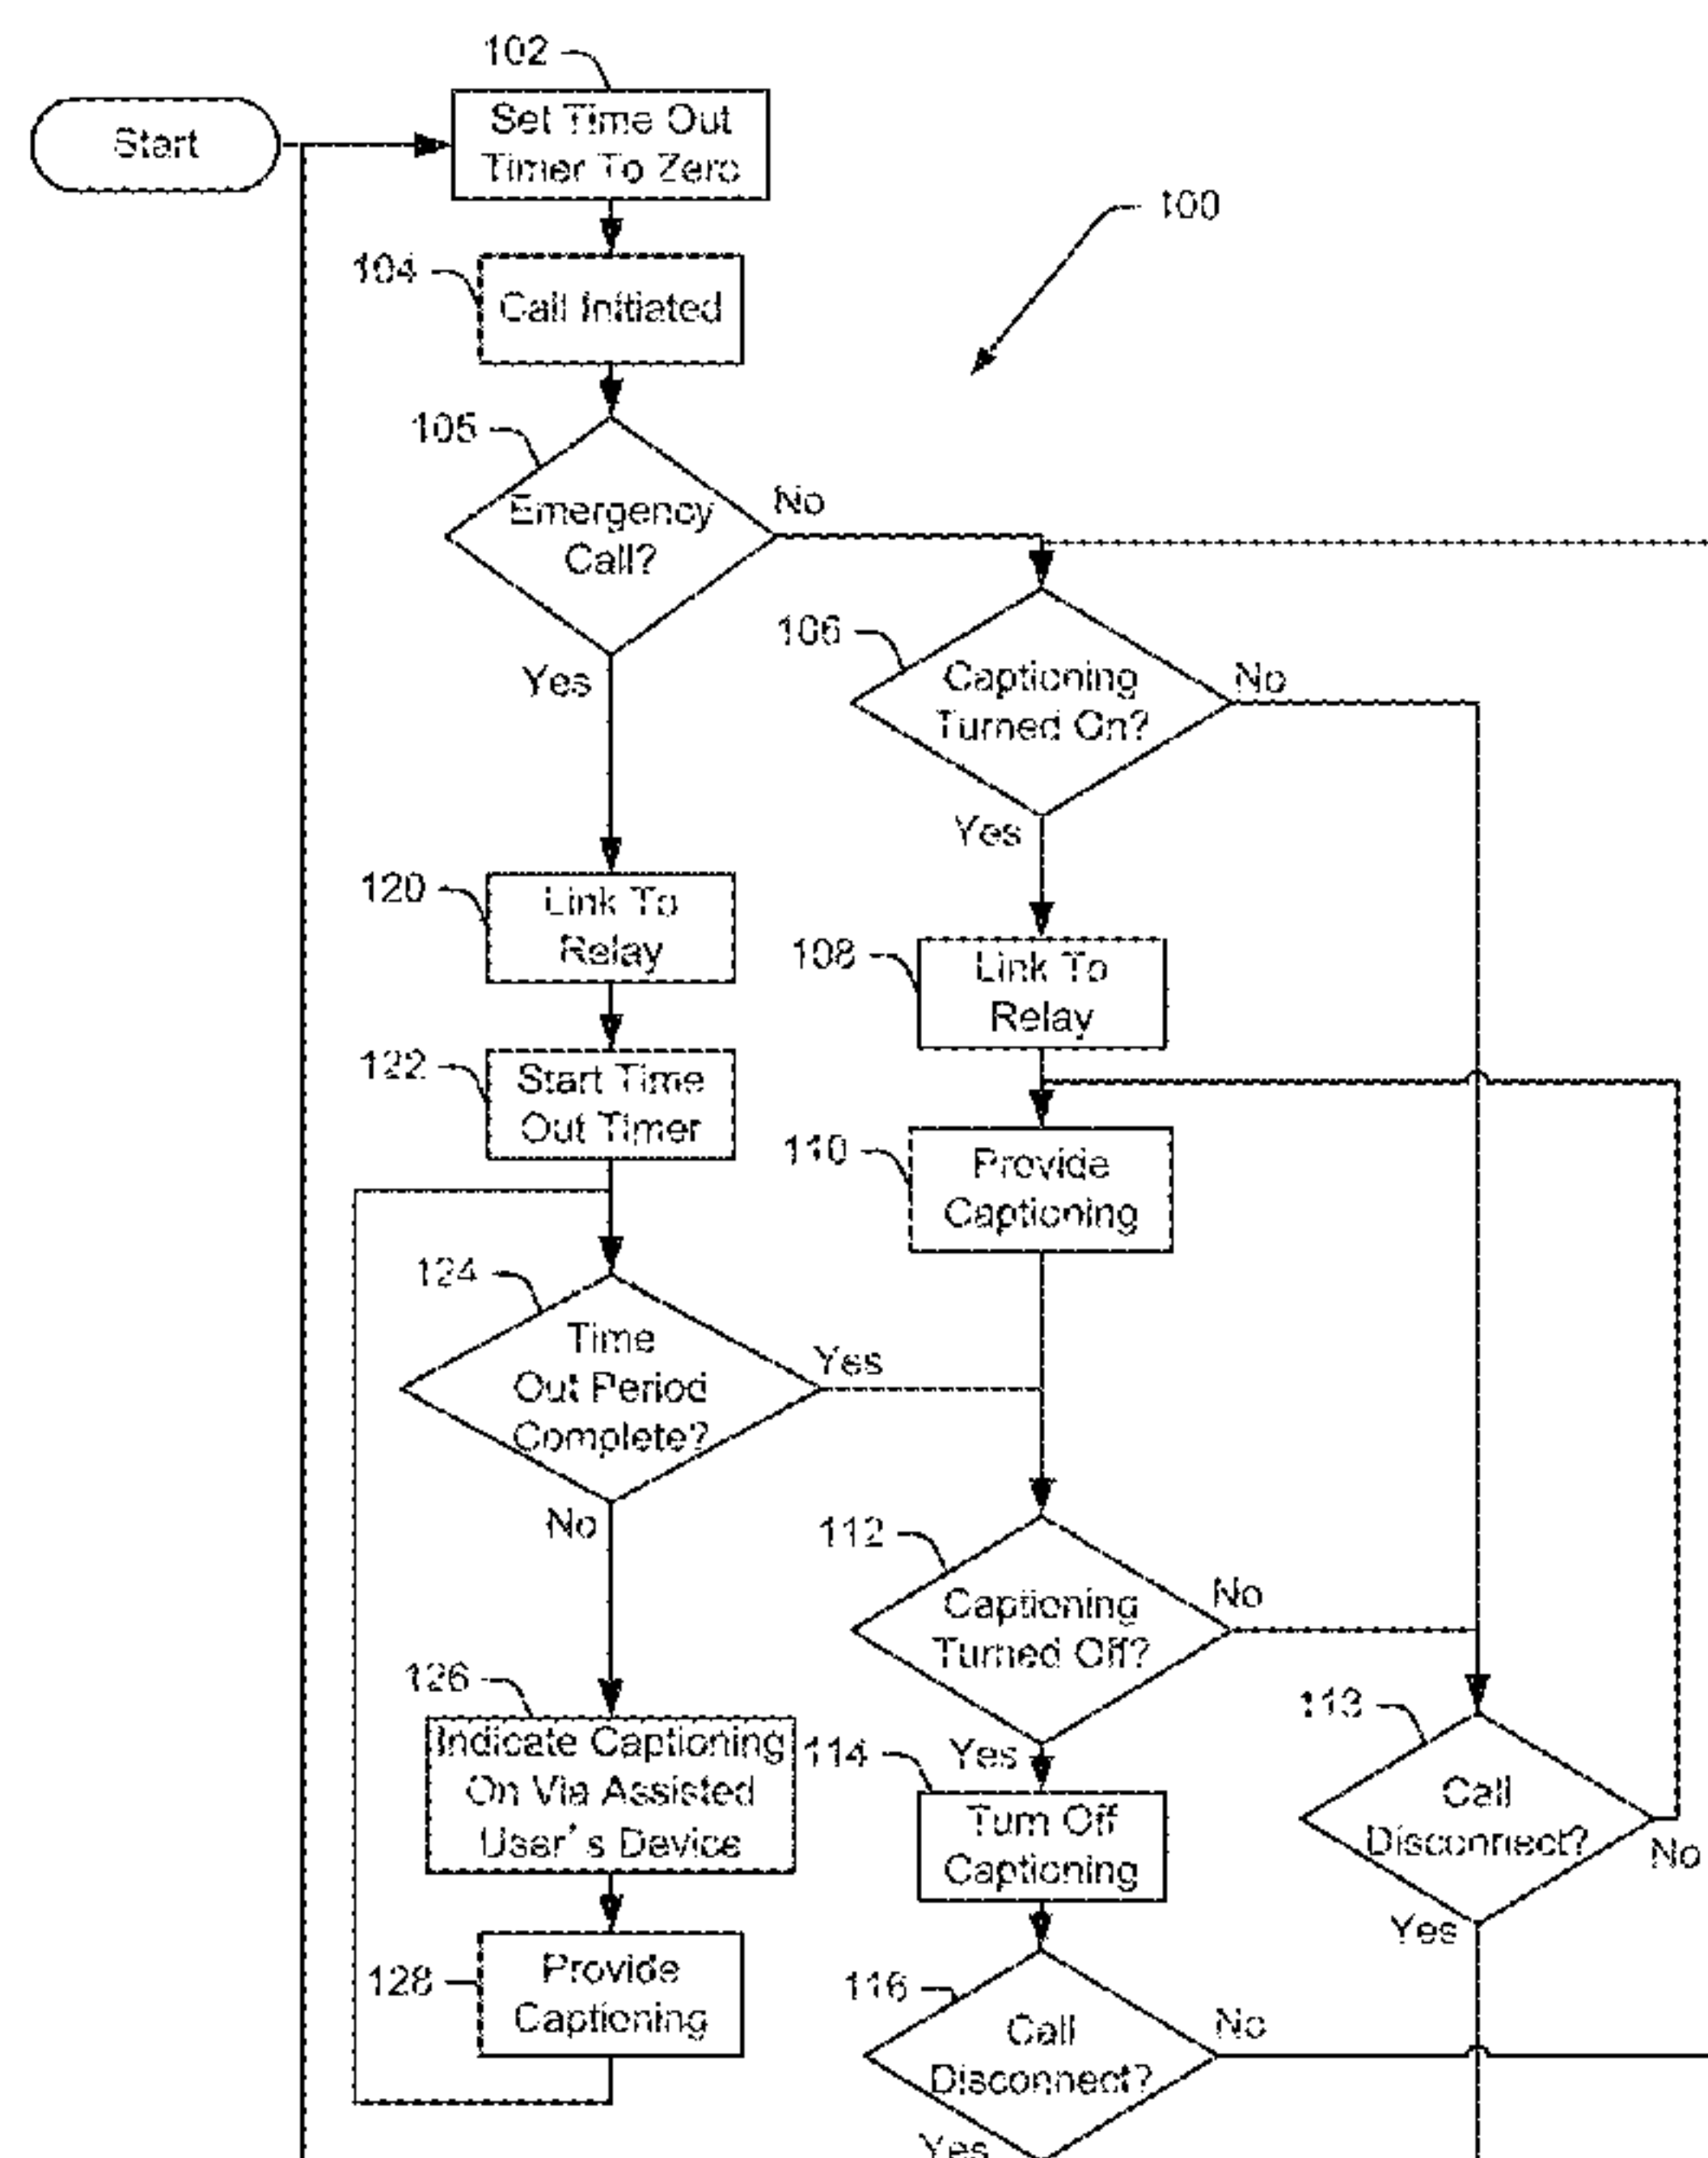 102
Start
Set Time Out
Timer To Zero
100
104
Call Initiated
105
Emergency
Call?
No
Yes
106
Captioning
Turned On?
No
Yes
120
Link To
Relay
108
Link To
Relay
122
Start Time
Out Timer
110
Provide
Captioning
124
Time
Out Period
Complete?
Yes
No
112
Captioning
Turned Off?
No
Yes
126
Indicate Captioning
On Via Assisted
User's Device
114
Turn Off
Captioning
113
Call
Disconnect?
No
Yes
128
Provide
Captioning
116
Call
Disconnect?
No
Yes